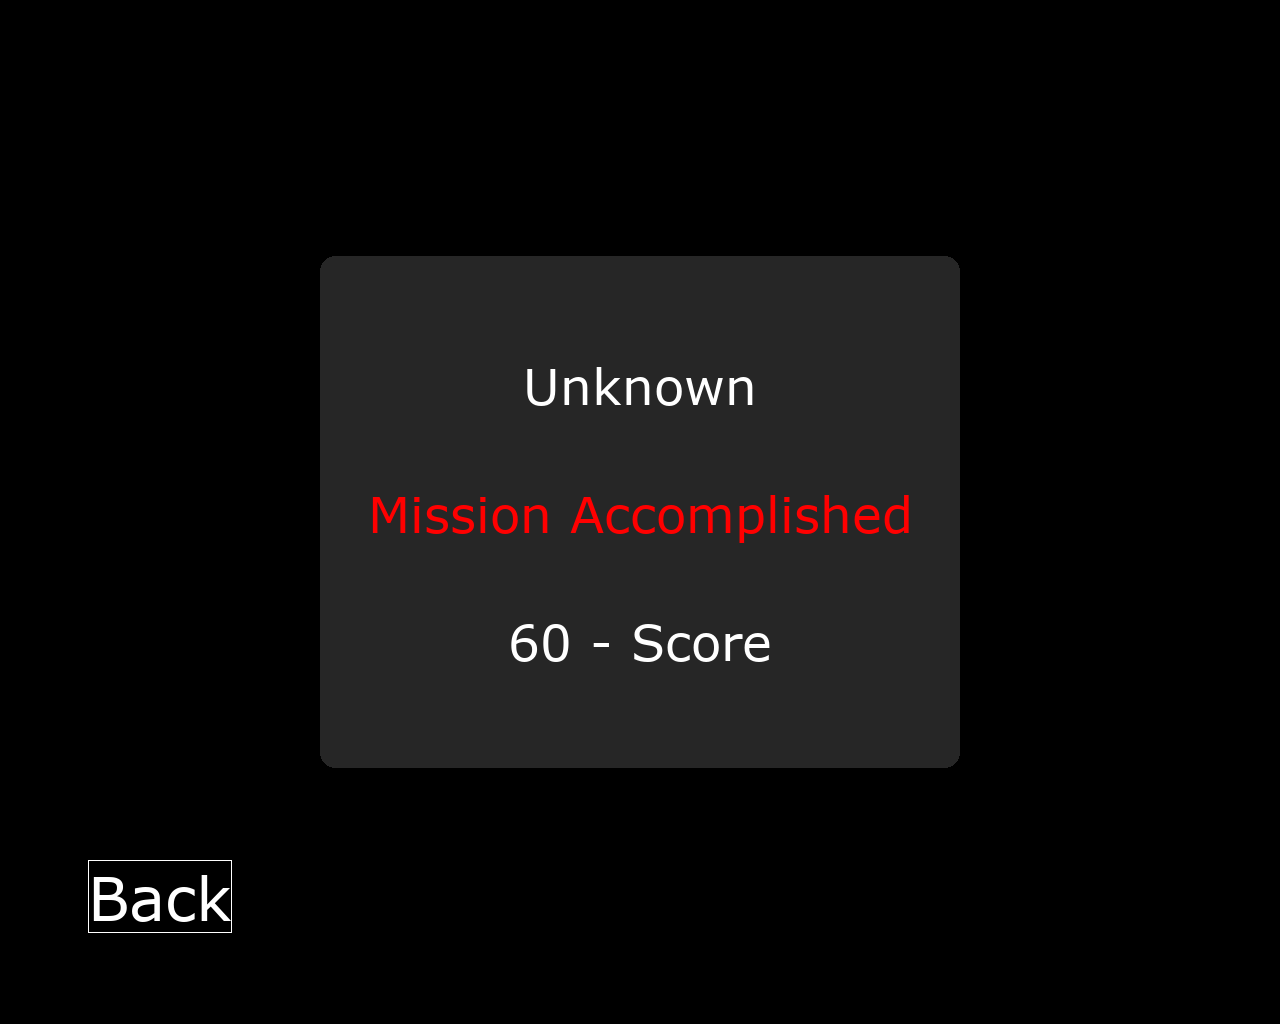 Unknown
Mission Accomplished
60 - Score
Back